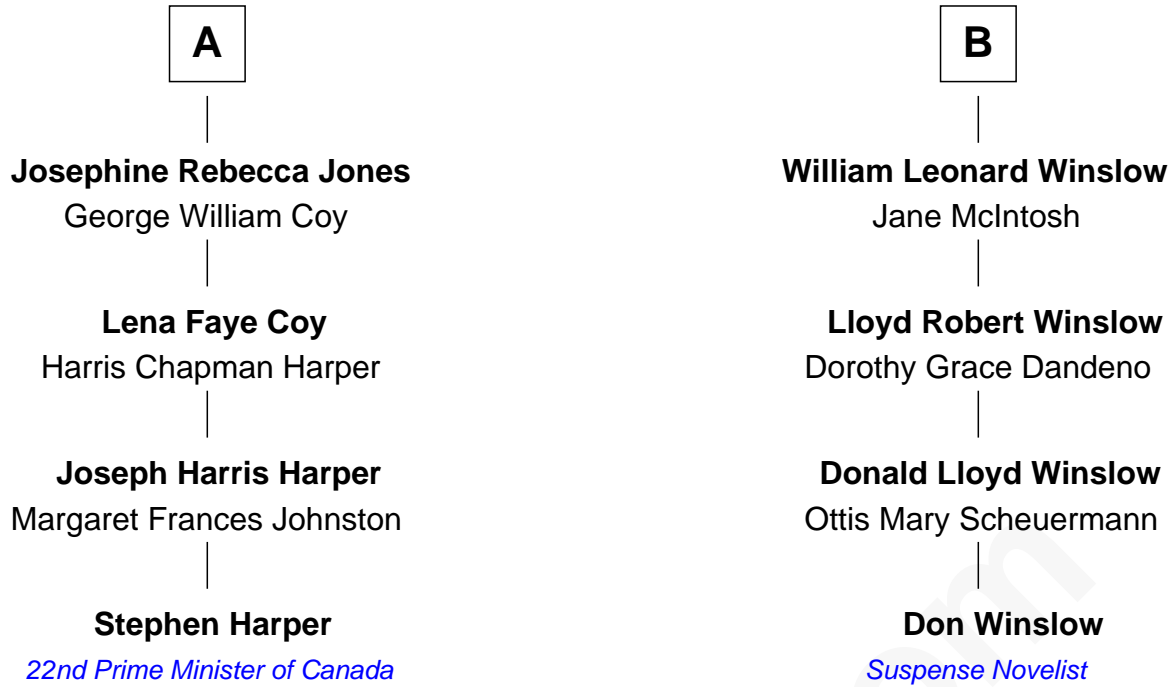 A
B
Josephine Rebecca Jones
George William Coy
William Leonard Winslow
Jane McIntosh
Lena Faye Coy
Harris Chapman Harper
Lloyd Robert Winslow
Dorothy Grace Dandeno
Joseph Harris Harper
Margaret Frances Johnston
Donald Lloyd Winslow
Ottis Mary Scheuermann
Stephen Harper
22nd Prime Minister of Canada
Don Winslow
Suspense Novelist